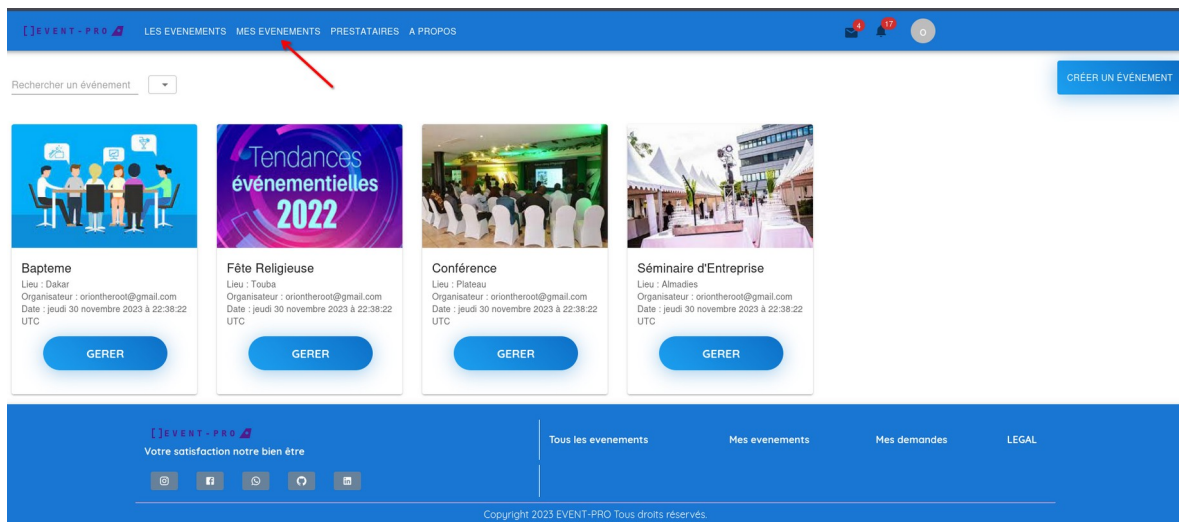 []EVENT-PRO
LES EVENEMENTS MES EVENEMENTS PRESTATAIRES A PROPOS
4
17
O
Rechercher un événement
CRÉER UN ÉVÉNEMENT
Tendances
événementielles
2022
Bapteme
Lieu : Dakar
Organisateur : oriontheroot@gmail.com
Date : jeudi 30 novembre 2023 à 22:38:22
UTC
GERER
Fête Religieuse
Lieu : Touba
Organisateur : oriontheroot@gmail.com
Date : jeudi 30 novembre 2023 à 22:38:22
UTC
GERER
Conférence
Lieu : Plateau
Organisateur : oriontheroot@gmail.com
Date : jeudi 30 novembre 2023 à 22:38:22
UTC
GERER
Séminaire d'Entreprise
Lieu : Almadies
Organisateur : oriontheroot@gmail.com
Date : jeudi 30 novembre 2023 à 22:38:22
UTC
GERER
[]EVENT-PRO
Votre satisfaction notre bien être
Tous les evenements
Mes evenements
Mes demandes
LEGAL
Copyright 2023 EVENT-PRO Tous droits réservés.